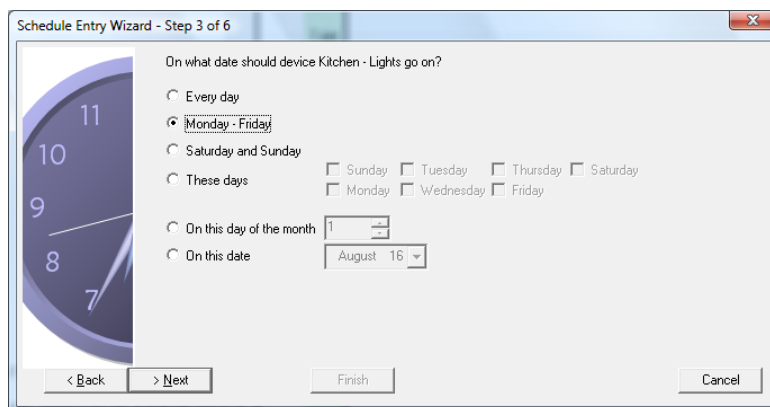 Schedule Entry Wizard - Step 3 of 6
On what date should device Kitchen - Lights go on?
Every day
Monday - Friday
Saturday and Sunday
These days
Sunday Tuesday Thursday Saturday
Monday Wednesday Friday
On this day of the month 1
On this date August 16
11
10
9
8
7
< Back > Next Finish Cancel